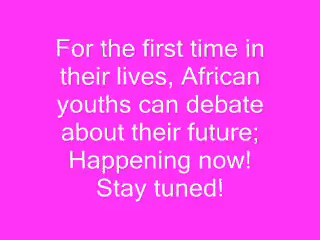 For the first time in
their lives, African
youths can debate
about their future;
Happening now!
Stay tuned!